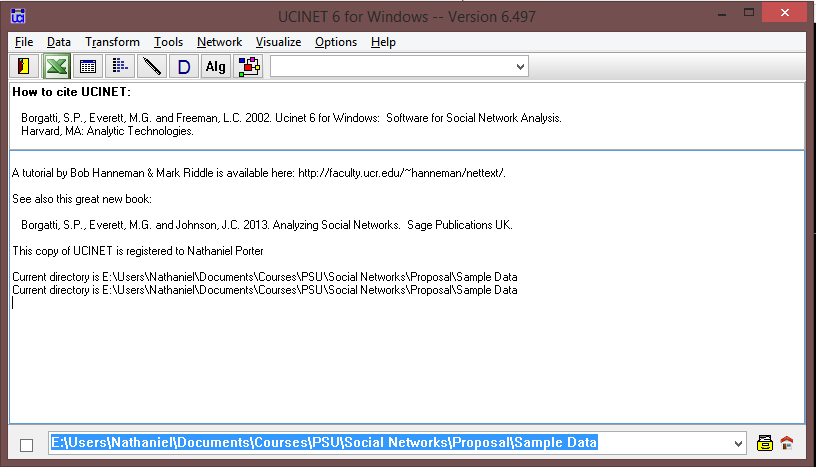 UCINET 6 for Windows -- Version 6.497
File Data Transform Tools Network Visualize Options Help
D Alg
How to cite UCINET:
Borgatti, S.P., Everett, M.G. and Freeman, L.C. 2002. Ucinet 6 for Windows: Software for Social Network Analysis.
Harvard, MA: Analytic Technologies.
A tutorial by Bob Hanneman & Mark Riddle is available here: http://faculty.ucr.edu/~hanneman/nettext/.
See also this great new book:
Borgatti, S.P., Everett, M.G. and Johnson, J.C. 2013. Analyzing Social Networks. Sage Publications UK.
This copy of UCINET is registered to Nathaniel Porter
Current directory is E:\Users\Nathaniel\Documents\Courses\PSU\Social Networks\Proposal\Sample Data
Current directory is E:\Users\Nathaniel\Documents\Courses\PSU\Social Networks\Proposal\Sample Data
E:\Users\Nathaniel\Documents\Courses\PSU\Social Networks\Proposal\Sample Data